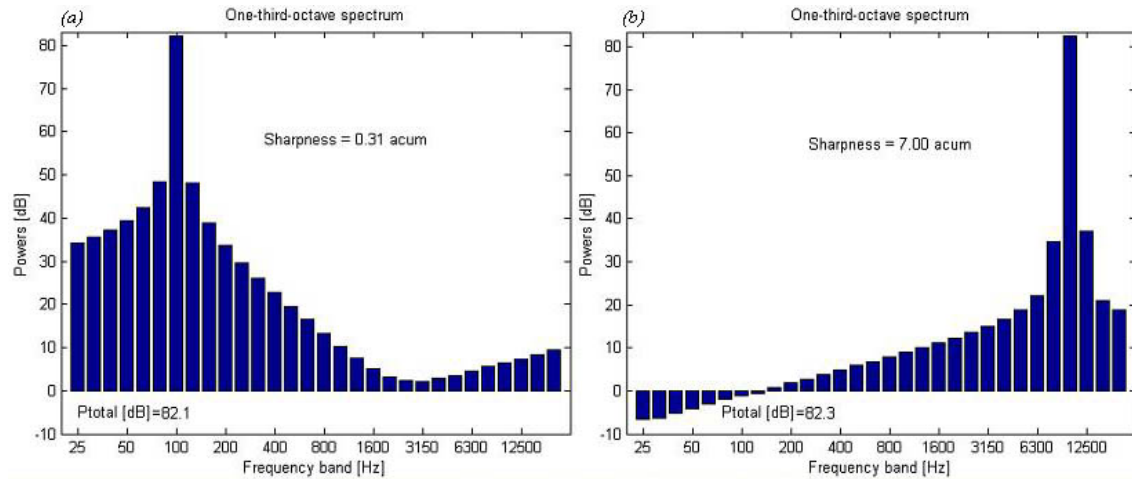 (a)
One-third-octave spectrum
80
70
60
50
40
30
20
10
0
-10
Powers [dB]
Sharpness = 0.31 acum
Ptotal [dB]=82.1
25 50 100 200 400 800 1600 3150 6300 12500
Frequency band [Hz]
(b)
One-third-octave spectrum
80
70
60
50
40
30
20
10
0
-10
Powers [dB]
Sharpness = 7.00 acum
Ptotal [dB]=82.3
25 50 100 200 400 800 1600 3150 6300 12500
Frequency band [Hz]